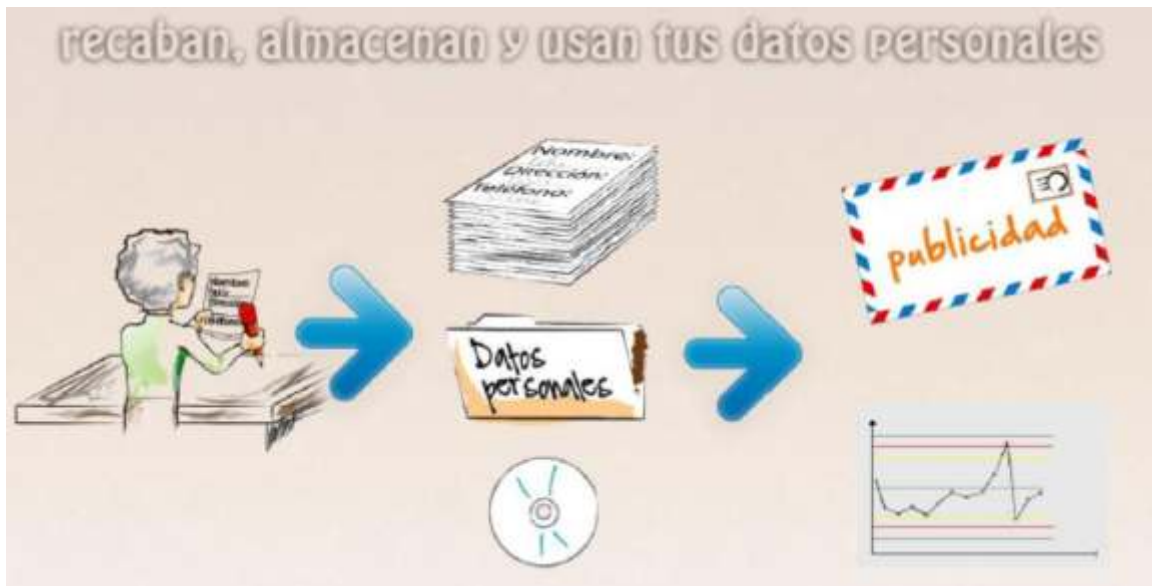 recaban, almacenan y usan tus datos personales
Nombre:
Dirección:
Teléfono:
publicidad
Datos
personales